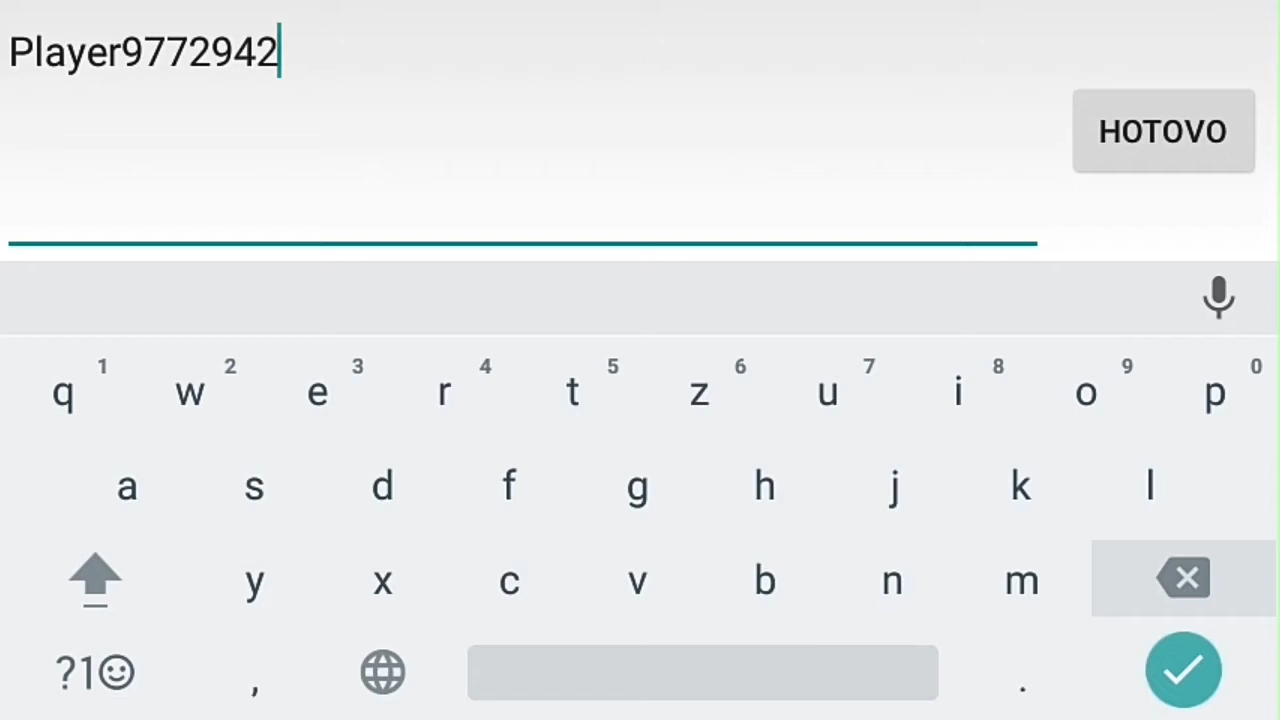 Player9772942
HOTOVO
1 2 3 4 5 6 7 8 9 0
q w e r t z u i o p
a s d f g h j k l
y x c v b n m
?1☺ , .